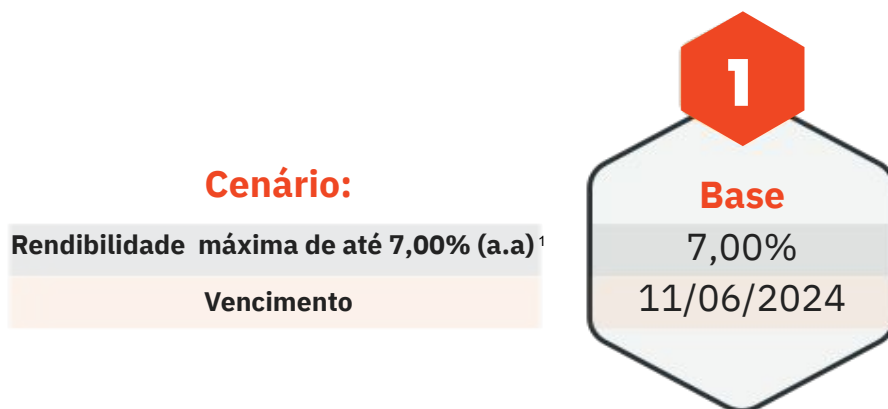 1
Cenário:
Base
Rendibilidade máxima de até 7,00% (a.a) ¹
7,00%
Vencimento
11/06/2024